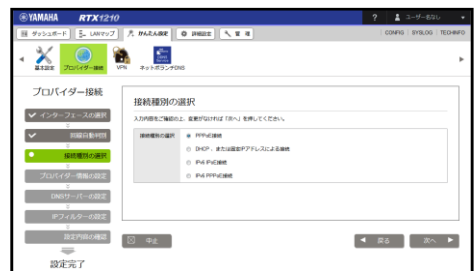 YAMAHA RTX1210
? ユーザー名なし
ダッシュボード LANマップ かんたん設定 詳細設定 管理 CONFIG | SYSLOG | TECHINFO
基本設定 プロバイダー接続 VPN ネットボランチDNS
プロバイダー接続
インターフェースの選択
回線自動判別
接続種別の選択
プロバイダー情報の設定
DNSサーバーの設定
IPフィルターの設定
設定内容の確認
設定完了
接続種別の選択
入力内容をご確認の上、変更がなければ「次へ」を押してください。
接続種別の選択 PPPoE接続
DHCP 、または固定IPアドレスによる接続
IPv6 IPoE接続
IPv6 PPPoE接続
中止 戻る 次へ